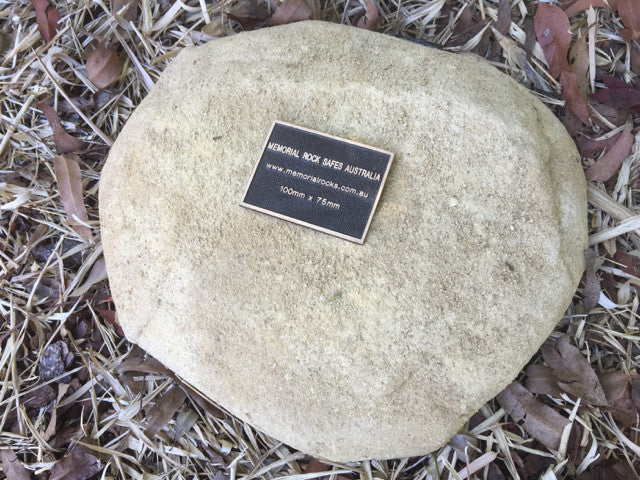 MEMORIAL ROCK SAFES AUSTRALIA
www.memorialrocks.com.au
100mm x 75mm